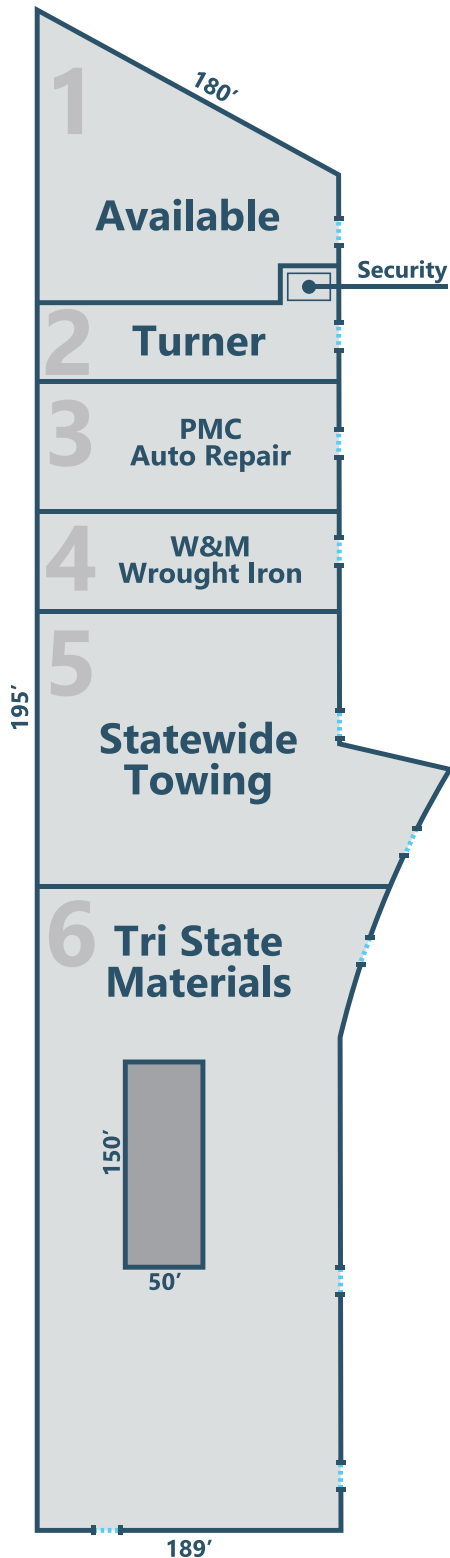 180’
1
Available
Security
2
Turner
3
PMC
Auto Repair
4
W&M
Wrought Iron
5
195’
Statewide
Towing
6
Tri State
Materials
150’
50’
189’